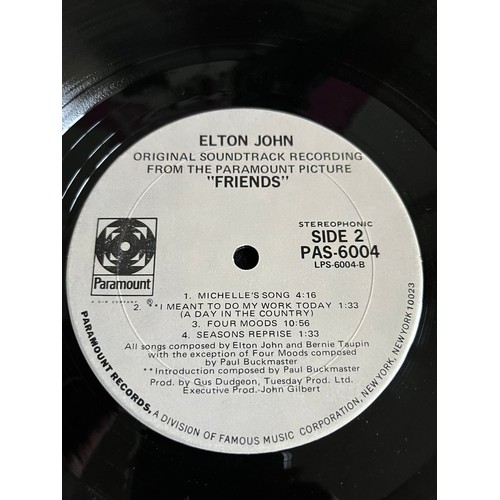 ELTON JOHN
ORIGINAL SOUNDTRACK RECORDING
FROM THE PARAMOUNT PICTURE
"FRIENDS"
STEREOPHONIC
SIDE 2
PAS-6004
LPS-6004-B
Paramount
A G+W COMPANY ®
1. MICHELLE'S SONG 4:16
2. **I MEANT TO DO MY WORK TODAY 1:33
(A DAY IN THE COUNTRY)
3. FOUR MOODS 10:56
4. SEASONS REPRISE 1:33
All songs composed by Elton John and Bernie Taupin
with the exception of Four Moods composed by
Paul Buckmaster
**Introduction composed by Paul Buckmaster
Prod. by Gus Dudgeon, Tuesday Prod. Ltd.
Executive Prod. John Gilbert
PARAMOUNT RECORDS, A DIVISION OF FAMOUS MUSIC CORPORATION, NEW YORK, NEW YORK 10023